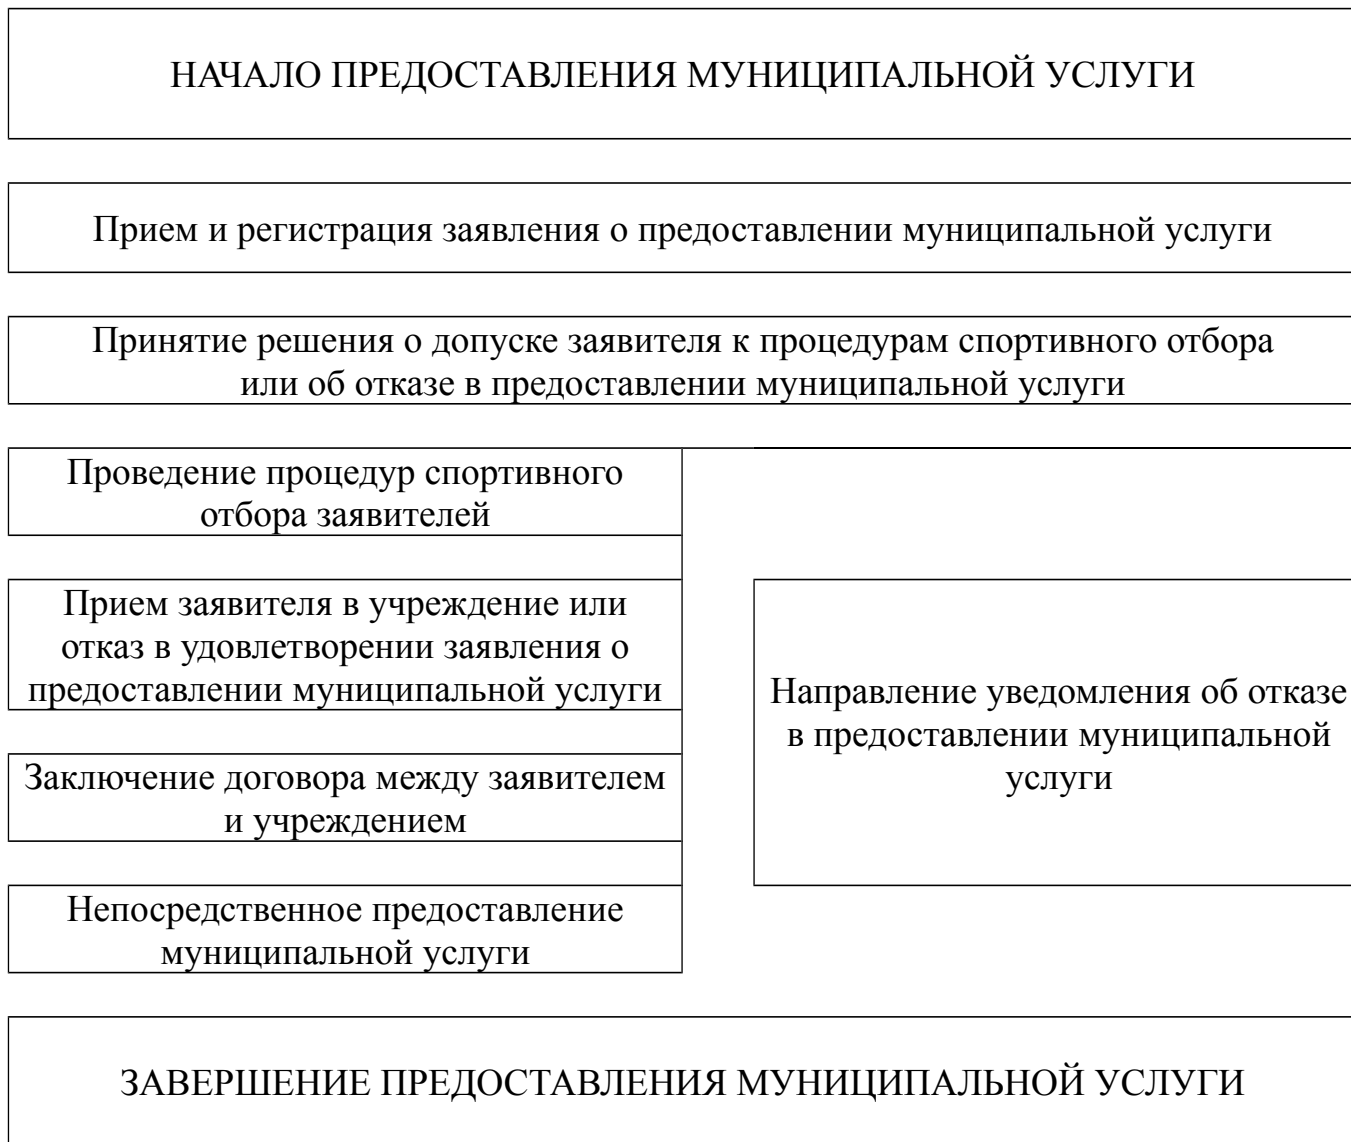 НАЧАЛО ПРЕДОСТАВЛЕНИЯ МУНИЦИПАЛЬНОЙ УСЛУГИ
Прием и регистрация заявления о предоставлении муниципальной услуги
Принятие решения о допуске заявителя к процедурам спортивного отбора
или об отказе в предоставлении муниципальной услуги
Проведение процедур спортивного
отбора заявителей
Прием заявителя в учреждение или
отказ в удовлетворении заявления о
предоставлении муниципальной услуги
Заключение договора между заявителем
и учреждением
Непосредственное предоставление
муниципальной услуги
Направление уведомления об отказе
в предоставлении муниципальной
услуги
ЗАВЕРШЕНИЕ ПРЕДОСТАВЛЕНИЯ МУНИЦИПАЛЬНОЙ УСЛУГИ